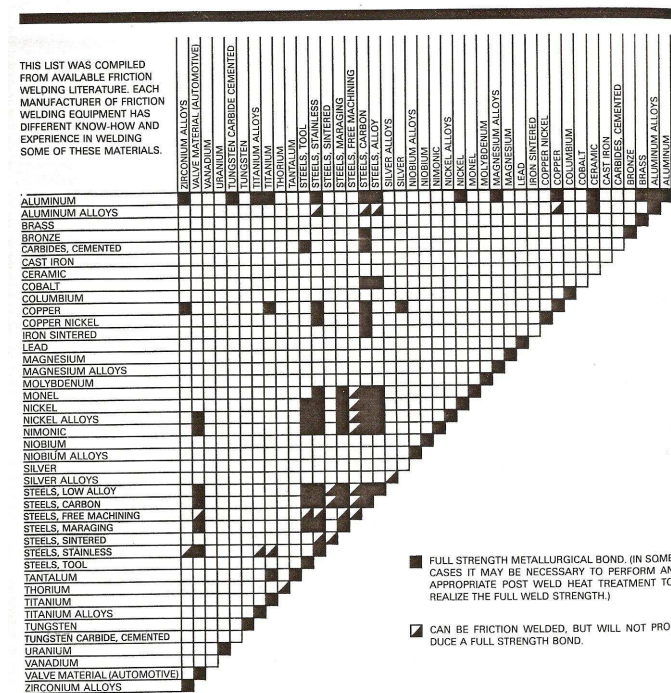 THIS LIST WAS COMPILED
FROM AVAILABLE FRICTION
WELDING LITERATURE. EACH
MANUFACTURER OF FRICTION
WELDING EQUIPMENT HAS
DIFFERENT KNOW-HOW AND
EXPERIENCE IN WELDING
SOME OF THESE MATERIALS.
ZIRCONIUM ALLOYS
VALVE MATERIAL (AUTOMOTIVE)
VANADIUM
URANIUM
TUNGSTEN CARBIDE CEMENTED
TUNGSTEN
TITANIUM ALLOYS
TITANIUM
THORIUM
TANTALUM
STEELS, TOOL
STEELS, STAINLESS
STEELS, SINTERED
STEELS, MARAGING
STEELS, FREE MACHINING
STEELS, CARBON
STEELS, ALLOY
SILVER ALLOYS
SILVER
NIOBIUM ALLOYS
NIOBIUM
NIMONIC
NICKEL ALLOYS
NICKEL
MONEL
MOLYBDENUM
MAGNESIUM ALLOYS
MAGNESIUM
LEAD
IRON SINTERED
COPPER NICKEL
COPPER
COLUMBIUM
COBALT
CERAMIC
CAST IRON
CARBIDES, CEMENTED
BRONZE
BRASS
ALUMINUM ALLOYS
ALUMINUM
ALUMINUM
ALUMINUM ALLOYS
BRASS
BRONZE
CARBIDES, CEMENTED
CAST IRON
CERAMIC
COBALT
COLUMBIUM
COPPER
COPPER NICKEL
IRON SINTERED
LEAD
MAGNESIUM
MAGNESIUM ALLOYS
MOLYBDENUM
MONEL
NICKEL
NICKEL ALLOYS
NIMONIC
NIOBIUM
NIOBIUM ALLOYS
SILVER
SILVER ALLOYS
STEELS, LOW ALLOY
STEELS, CARBON
STEELS, FREE MACHINING
STEELS, MARAGING
STEELS, SINTERED
STEELS, STAINLESS
STEELS, TOOL
TANTALUM
THORIUM
TITANIUM
TITANIUM ALLOYS
TUNGSTEN
TUNGSTEN CARBIDE, CEMENTED
URANIUM
VANADIUM
VALVE MATERIAL (AUTOMOTIVE)
ZIRCONIUM ALLOYS
FULL STRENGTH METALLURGICAL BOND. (IN SOME
CASES IT MAY BE NECESSARY TO PERFORM AN
APPROPRIATE POST WELD HEAT TREATMENT TO
REALIZE THE FULL WELD STRENGTH.)
CAN BE FRICTION WELDED, BUT WILL NOT PRO
DUCE A FULL STRENGTH BOND.